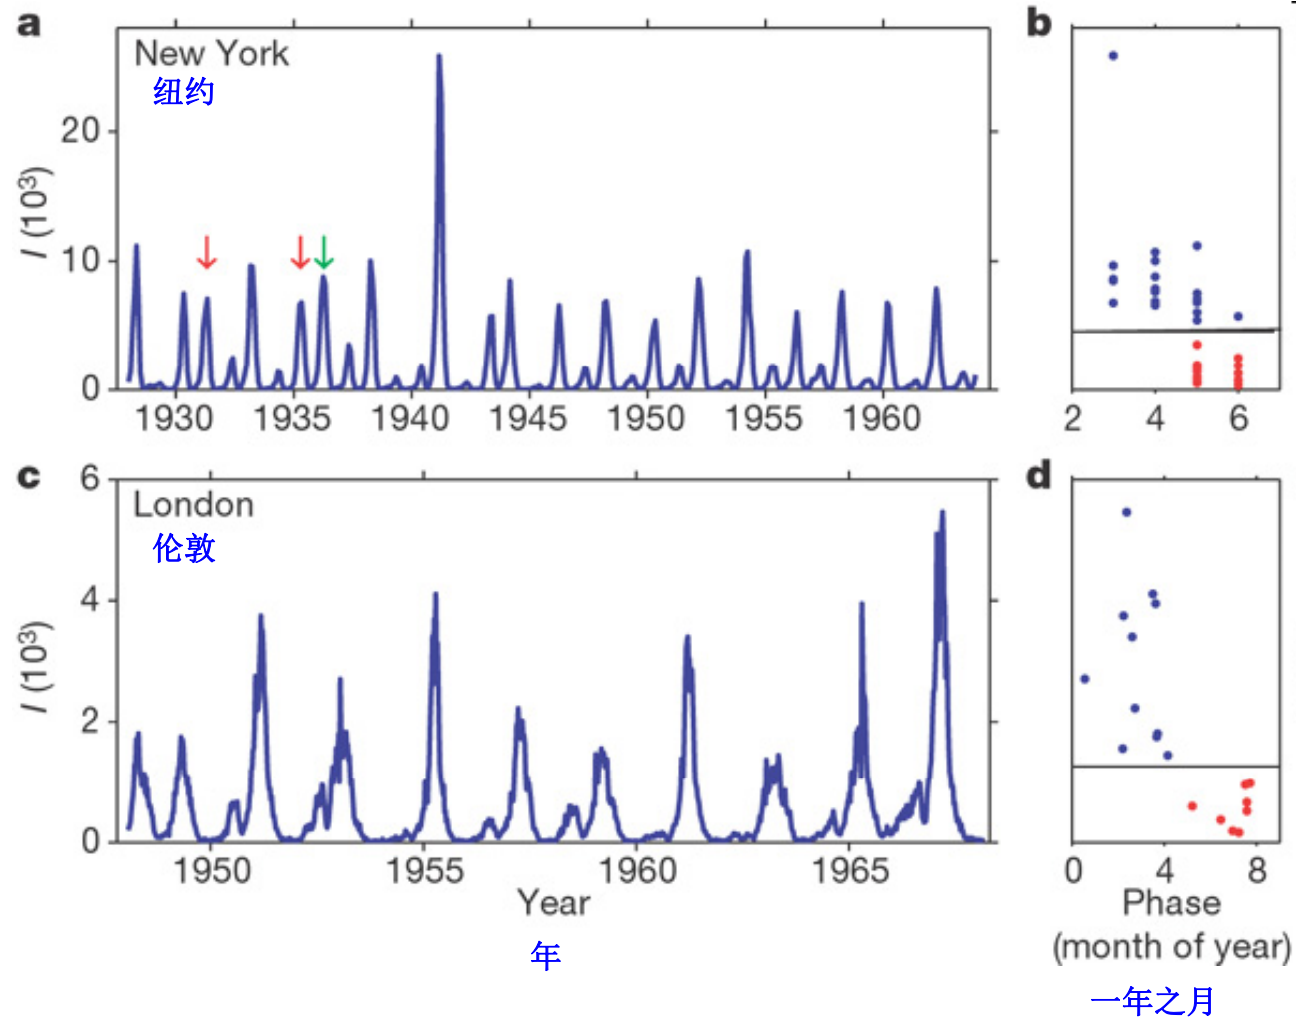 a
New York
纽约
I (10³)
20
10
0
1930 1935 1940 1945 1950 1955 1960
b
2 4 6
c
London
伦敦
I (10³)
6
4
2
0
1950 1955 1960 1965
Year
年
d
0 4 8
Phase
(month of year)
一年之月